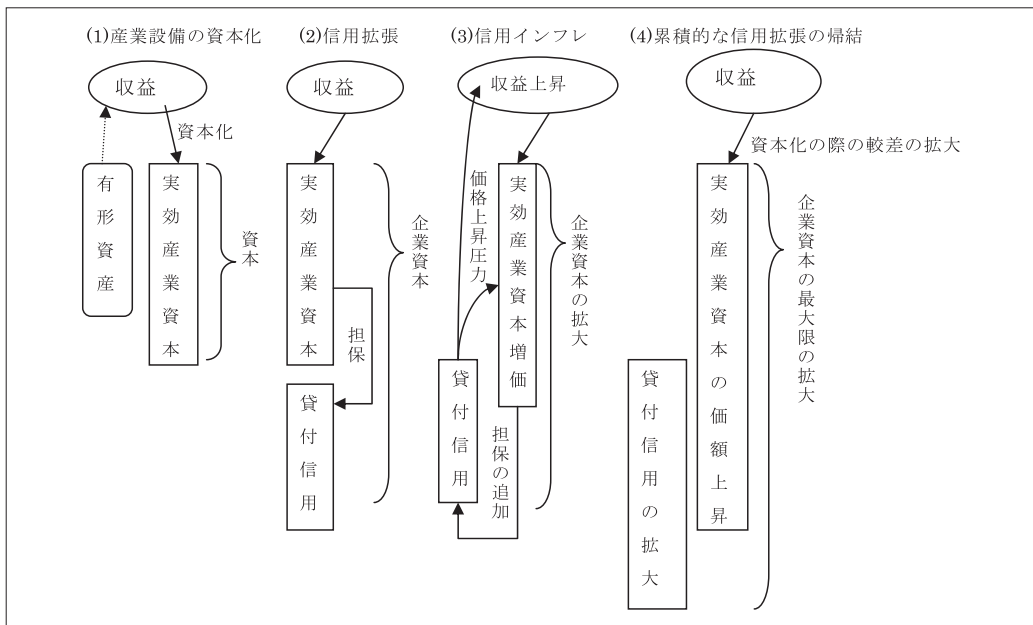 (1)産業設備の資本化
収益
資本化
有形資産
実効産業資本
資本
(2)信用拡張
収益
実効産業資本
担保
貸付信用
企業資本
(3)信用インフレ
収益上昇
価格上昇圧力
実効産業資本増価
企業資本の拡大
貸付信用
担保の追加
(4)累積的な信用拡張の帰結
収益
資本化の際の較差の拡大
実効産業資本の価額上昇
貸付信用の拡大
企業資本の最大限の拡大